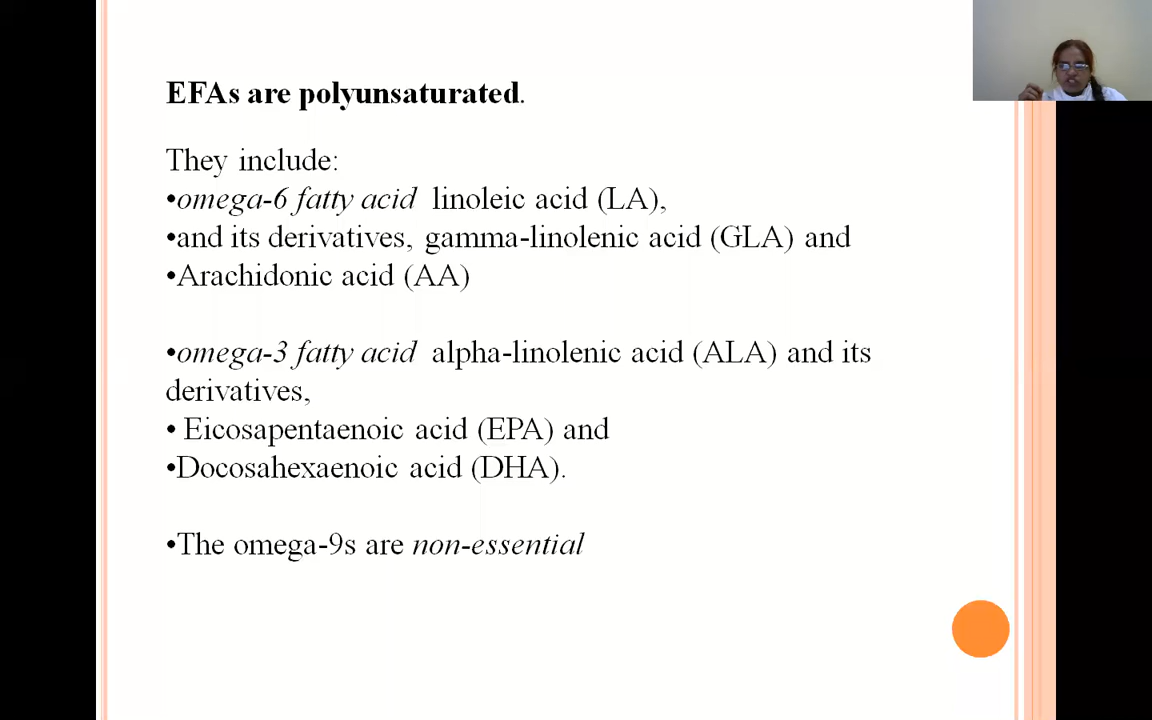 EFAs are polyunsaturated.
They include:
•omega-6 fatty acid linoleic acid (LA),
•and its derivatives, gamma-linolenic acid (GLA) and
•Arachidonic acid (AA)
•omega-3 fatty acid alpha-linolenic acid (ALA) and its
derivatives,
• Eicosapentaenoic acid (EPA) and
•Docosahexaenoic acid (DHA).
•The omega-9s are non-essential